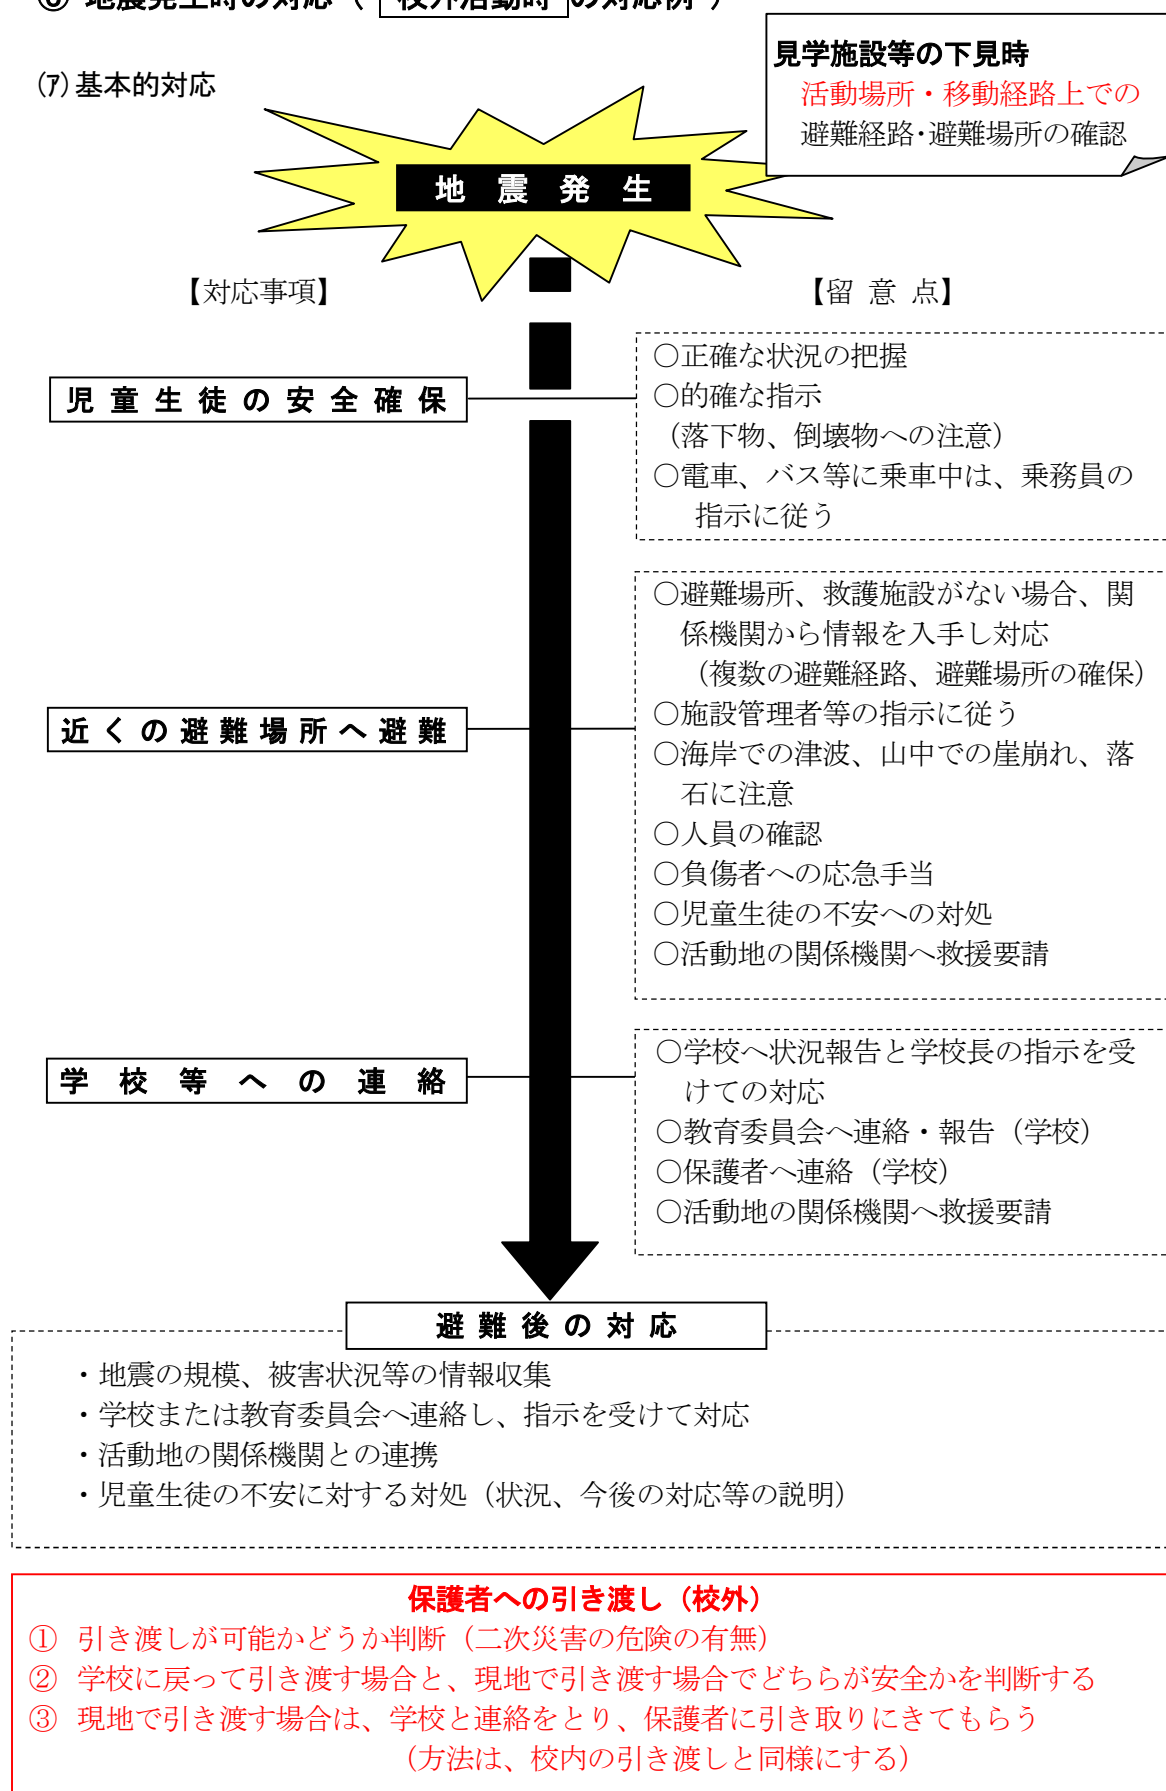 地震発生時の対応（校外活動時の対応例）
見学施設等の下見時
活動場所・移動経路上での
避難経路・避難場所の確認
(ア)基本的対応
地震発生
【対応事項】
【留意点】
児童生徒の安全確保
○正確な状況の把握
○的確な指示
（落下物、倒壊物への注意）
○電車、バス等に乗車中は、乗務員の
指示に従う
近くの避難場所へ避難
○避難場所、救護施設がない場合、関
係機関から情報を入手し対応
（複数の避難経路、避難場所の確保）
○施設管理者等の指示に従う
○海岸での津波、山中での崖崩れ、落
石に注意
○人員の確認
○負傷者への応急手当
○児童生徒の不安への対処
○活動地の関係機関へ救援要請
学校等への連絡
○学校へ状況報告と学校長の指示を受
けての対応
○教育委員会へ連絡・報告（学校）
○保護者へ連絡（学校）
○活動地の関係機関へ救援要請
避難後の対応
・地震の規模、被害状況等の情報収集
・学校または教育委員会へ連絡し、指示を受けて対応
・活動地の関係機関との連携
・児童生徒の不安に対する対処（状況、今後の対応等の説明）
保護者への引き渡し（校外）
① 引き渡しが可能かどうか判断（二次災害の危険の有無）
② 学校に戻って引き渡す場合と、現地で引き渡す場合でどちらが安全かを判断する
③ 現地で引き渡す場合は、学校と連絡をとり、保護者に引き取りにきてもらう
（方法は、校内の引き渡しと同様にする）